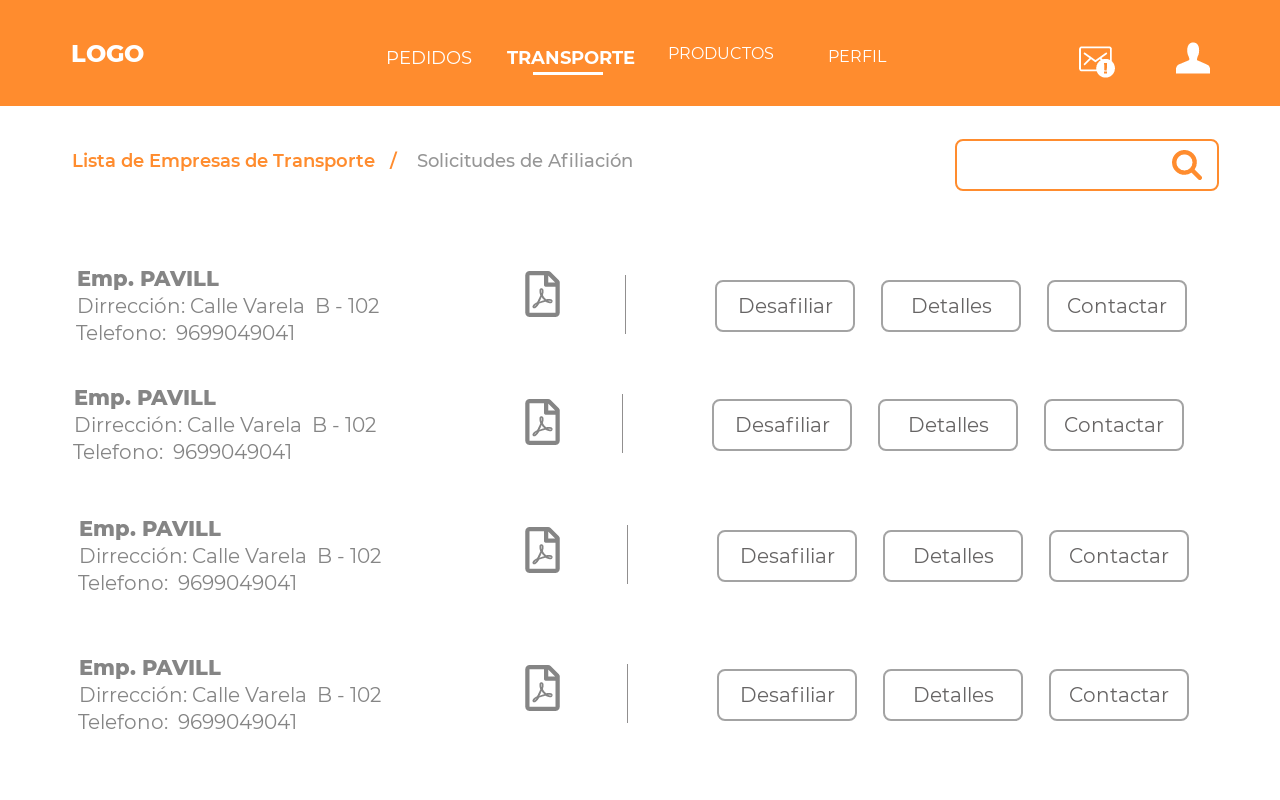 LOGO
PEDIDOS TRANSPORTE PRODUCTOS PERFIL
Lista de Empresas de Transporte / Solicitudes de Afiliación
Emp. PAVILL
Dirrección: Calle Varela B - 102
Telefono: 9699049041
Desafiliar Detalles Contactar
Emp. PAVILL
Dirrección: Calle Varela B - 102
Telefono: 9699049041
Desafiliar Detalles Contactar
Emp. PAVILL
Dirrección: Calle Varela B - 102
Telefono: 9699049041
Desafiliar Detalles Contactar
Emp. PAVILL
Dirrección: Calle Varela B - 102
Telefono: 9699049041
Desafiliar Detalles Contactar